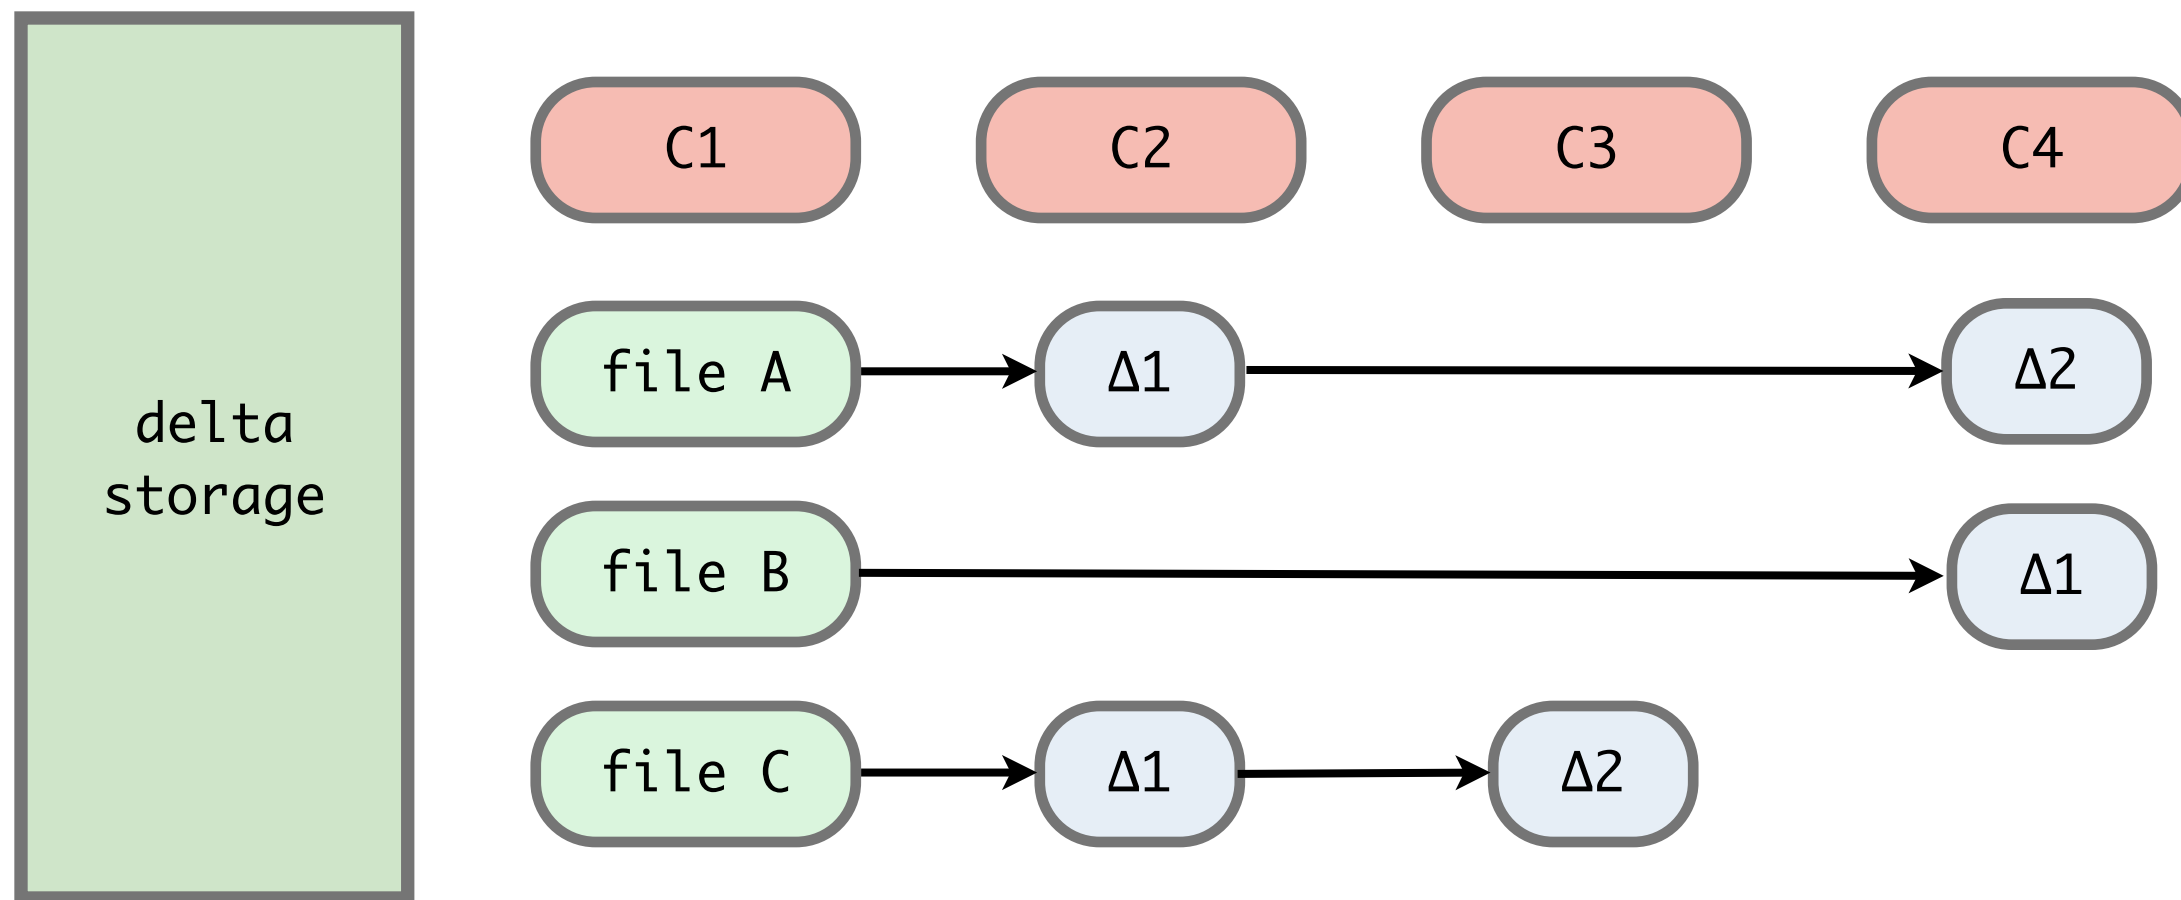 delta
storage
C1 C2 C3 C4
file A Δ1 Δ2
file B Δ1
file C Δ1 Δ2